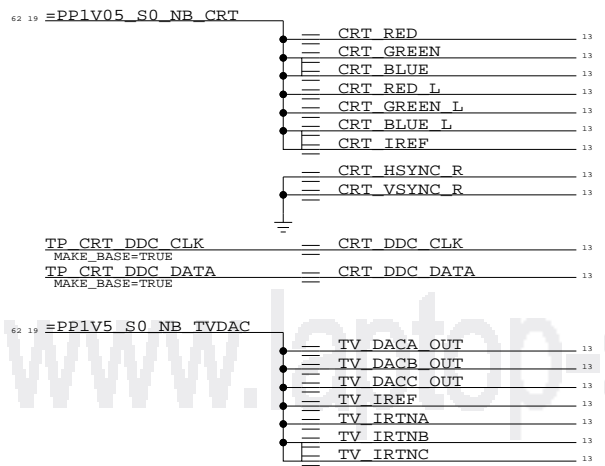 62 19 =PP1V05_S0_NB_CRT
CRT_RED 13
CRT_GREEN 13
CRT_BLUE 13
CRT_RED_L 13
CRT_GREEN_L 13
CRT_BLUE_L 13
CRT_IREF 13
CRT_HSYNC_R 13
CRT_VSYNC_R 13
TP_CRT_DDC_CLK CRT_DDC_CLK 13
MAKE_BASE=TRUE
TP_CRT_DDC_DATA CRT_DDC_DATA 13
MAKE_BASE=TRUE
62 19 =PP1V5_S0_NB_TVDAC
TV_DACA_OUT 13
TV_DACB_OUT 13
TV_DACC_OUT 13
TV_IREF 13
TV_IRTNA 13
TV_IRTNB 13
TV_IRTNC 13
www.laptop-